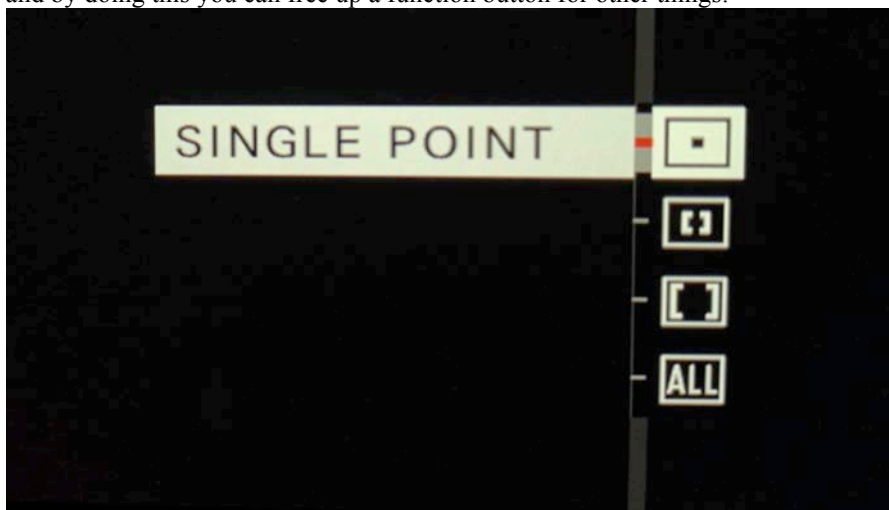 and by doing this you can free up a function button for other things.
SINGLE POINT
ALL